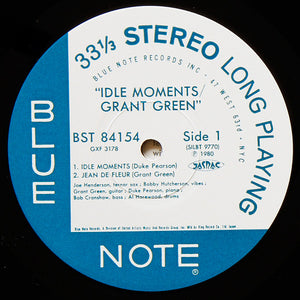 33⅓ STEREO LONG PLAYING
BLUE NOTE RECORDS INC · 47 WEST 63rd · NYC
"IDLE MOMENTS/
GRANT GREEN"
BST 84154
Side 1
GXF 3178
(SILBT 9770)
℗ 1980
1. IDLE MOMENTS (Duke Pearson)
2. JEAN DE FLEUR (Grant Green)
Joe Henderson, tenor sax : Bobby Hutcherson, vibes :
Grant Green, guitar : Duke Pearson, piano :
Bob Cranshaw, bass : Al Harewood, drums
BLUE
NOTE ®